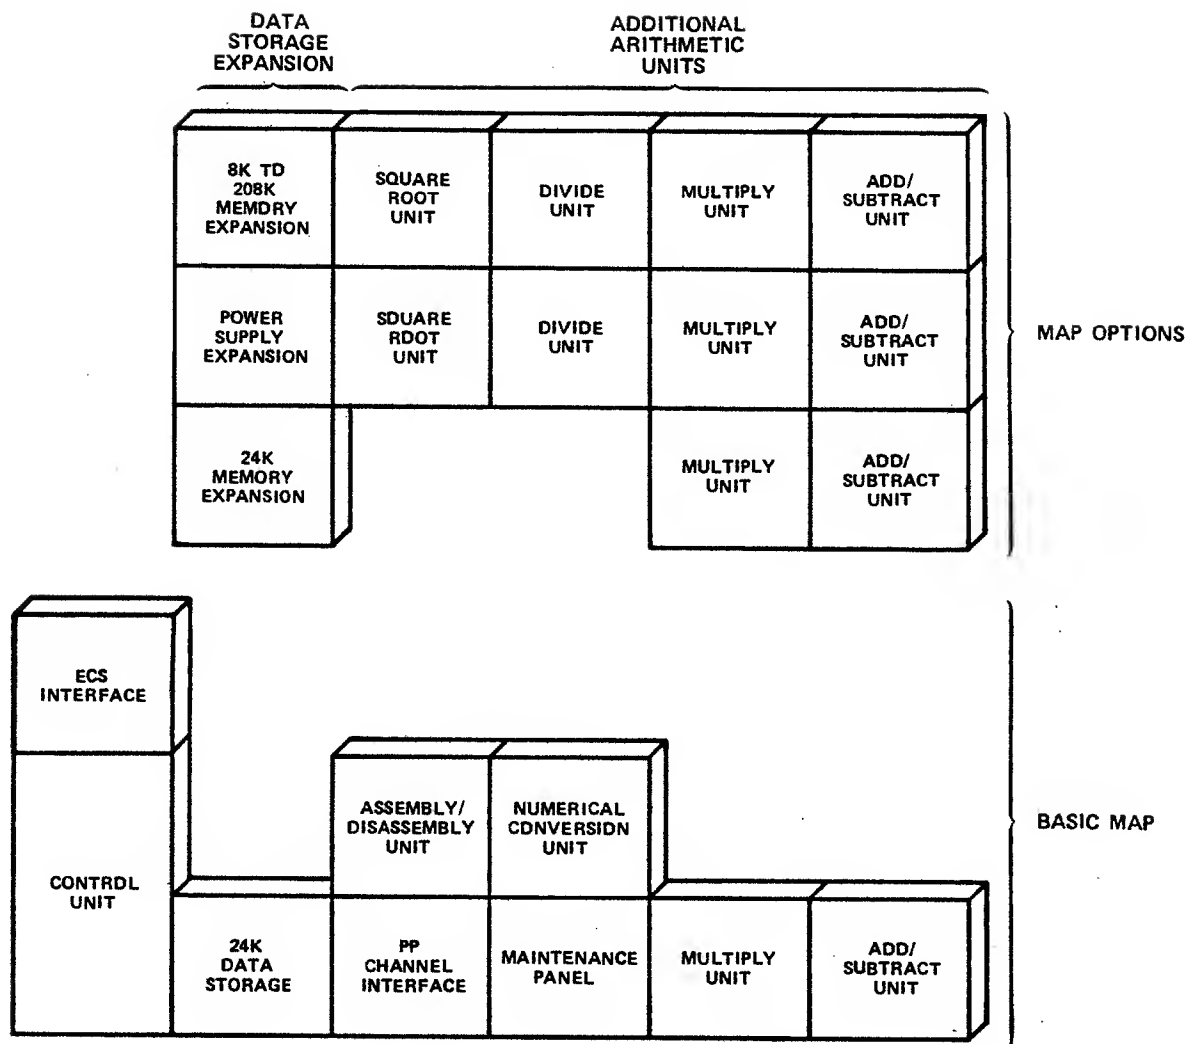 DATA
STORAGE
EXPANSION
ADDITIONAL
ARITHMETIC
UNITS
8K TD
208K
MEMDRY
EXPANSION
SQUARE
ROOT
UNIT
DIVIDE
UNIT
MULTIPLY
UNIT
ADD/
SUBTRACT
UNIT
POWER
SUPPLY
EXPANSION
SDUARE
RDOT
UNIT
DIVIDE
UNIT
MULTIPLY
UNIT
ADD/
SUBTRACT
UNIT
MAP OPTIONS
24K
MEMORY
EXPANSION
MULTIPLY
UNIT
ADD/
SUBTRACT
UNIT
ECS
INTERFACE
ASSEMBLY/
DISASSEMBLY
UNIT
NUMERICAL
CDNVERSIDN
UNIT
BASIC MAP
CONTRDL
UNIT
24K
DATA
STORAGE
PP
CHANNEL
INTERFACE
MAINTENANCE
PANEL
MULTIPLY
UNIT
ADD/
SUBTRACT
UNIT